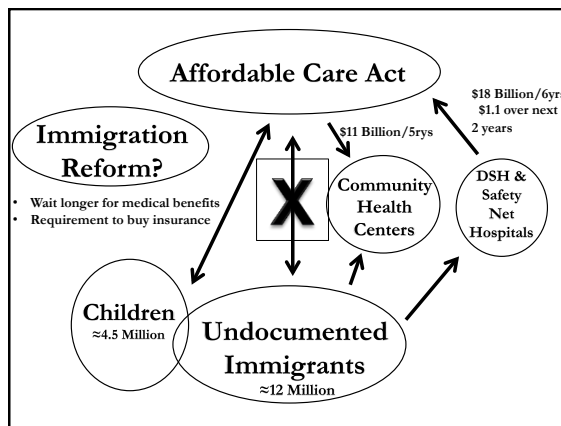 Affordable Care Act
$18 Billion/6yrs
$1.1 over next
2 years
$11 Billion/5rys
Immigration
Reform?
• Wait longer for medical benefits
• Requirement to buy insurance
X
Community
Health
Centers
DSH &
Safety
Net
Hospitals
Children
≈4.5 Million
Undocumented
Immigrants
≈12 Million